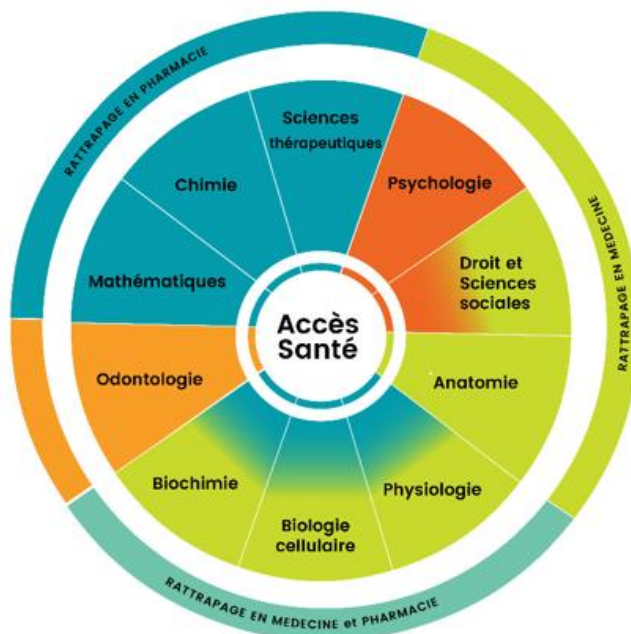 RATTRAPAGE EN PHARMACIE
RATTRAPAGE EN MEDECINE
Sciences
thérapeutiques
Chimie
Psychologie
Mathématiques
Droit et
Sciences
sociales
Accès
Santé
Odontologie
Anatomie
Biochimie
Physiologie
Biologie
cellulaire
RATTRAPAGE EN MEDECINE et PHARMACIE